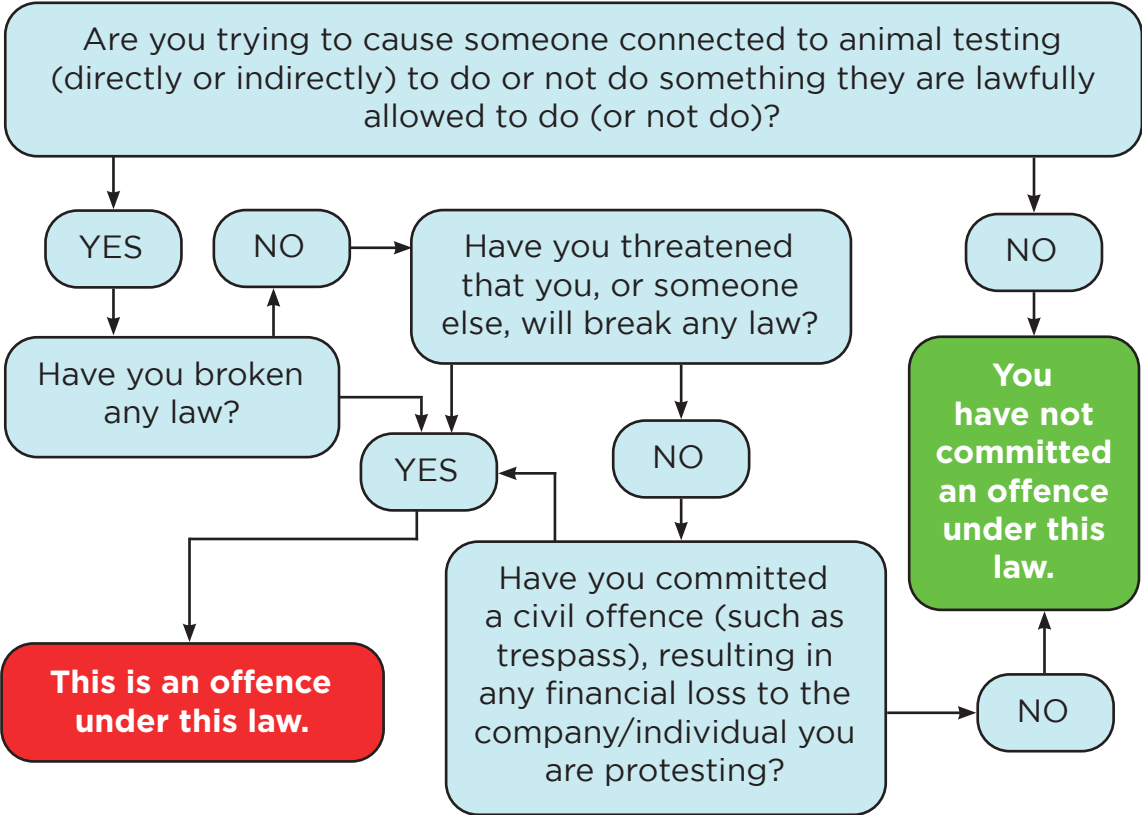 Are you trying to cause someone connected to animal testing
(directly or indirectly) to do or not do something they are lawfully
allowed to do (or not do)?
YES
NO
Have you threatened
that you, or someone
else, will break any law?
NO
Have you broken
any law?
YES
NO
You
have not
committed
an offence
under this
law.
Have you committed
a civil offence (such as
trespass), resulting in
any financial loss to the
company/individual you
are protesting?
This is an offence
under this law.
NO